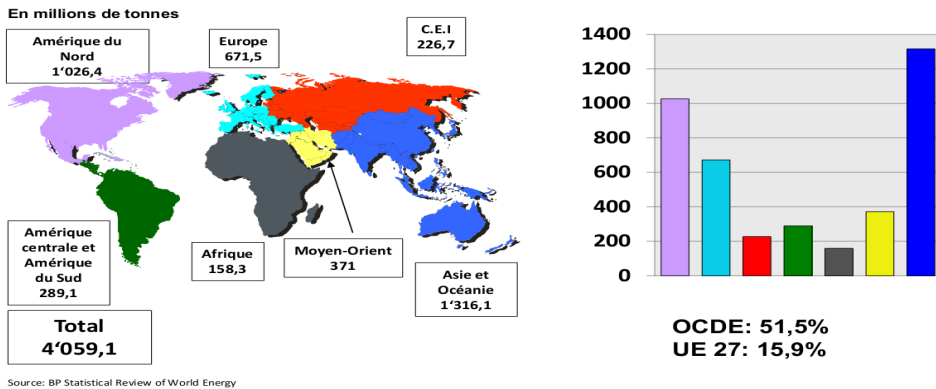 En millions de tonnes
Amérique du
Nord
1‘026,4
Europe
671,5
C.E.I
226,7
Amérique
centrale et
Amérique
du Sud
289,1
Afrique
158,3
Moyen-Orient
371
Asie et
Océanie
1‘316,1
Total
4‘059,1
Source: BP Statistical Review of World Energy
1400
1200
1000
800
600
400
200
0
OCDE: 51,5%
UE 27: 15,9%